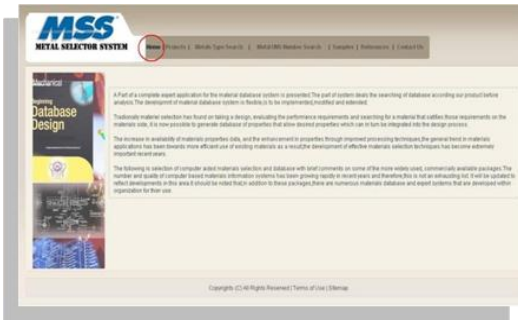 MSS
METAL SELECTOR SYSTEM
Home | Projects | Metals Type Search | Metal UNS Number Search | Samples | References | Contact Us
Mechanical
Beginning
Database
Design
A Part of a complete expert application for the material database system is presented.The part of system deals the searching of database according our product before
analysis.The development of material database system is flexible,is to be implemented,modified and extended.
Traditionals material selection has found on taking a design, evaluating the performance requirements and searching for a material that satifies those requirements on the
materials side, It is now possible to generate database of properties that allow desired properties which can in turn be integrated into the design process.
The increase in availability of materials properties data, and the enhancement in properties through improved processing techniques,the general trend in materials
applications has been towards more efficient use of existing materials as a result,the development of effective materials selection techniques has become extremely
important recent years.
The following is selection of computer aided materials selection and database with brief comments on some of the more widely used, commercially available packages.The
number and quality of computer based materials information systems has been growing rapidly in recent years and therefore,this is not an exhausting list. It will be updated to
reflect developments in this area.It should be noted that,in addition to these packages,there are numerous materials database and expert systems that are developed within
organization for their use.
Copyrights (C) All Rights Reserved | Terms of Use | Sitemap